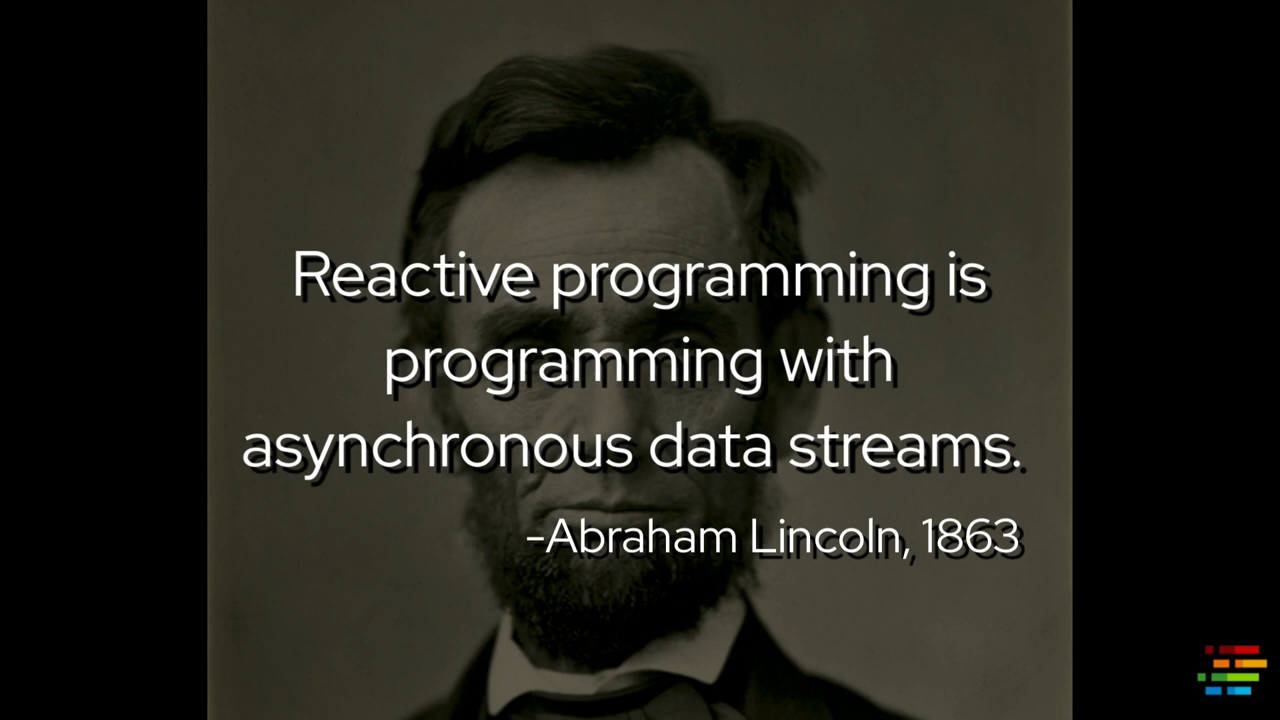 Reactive programming is
programming with
asynchronous data streams.
-Abraham Lincoln, 1863